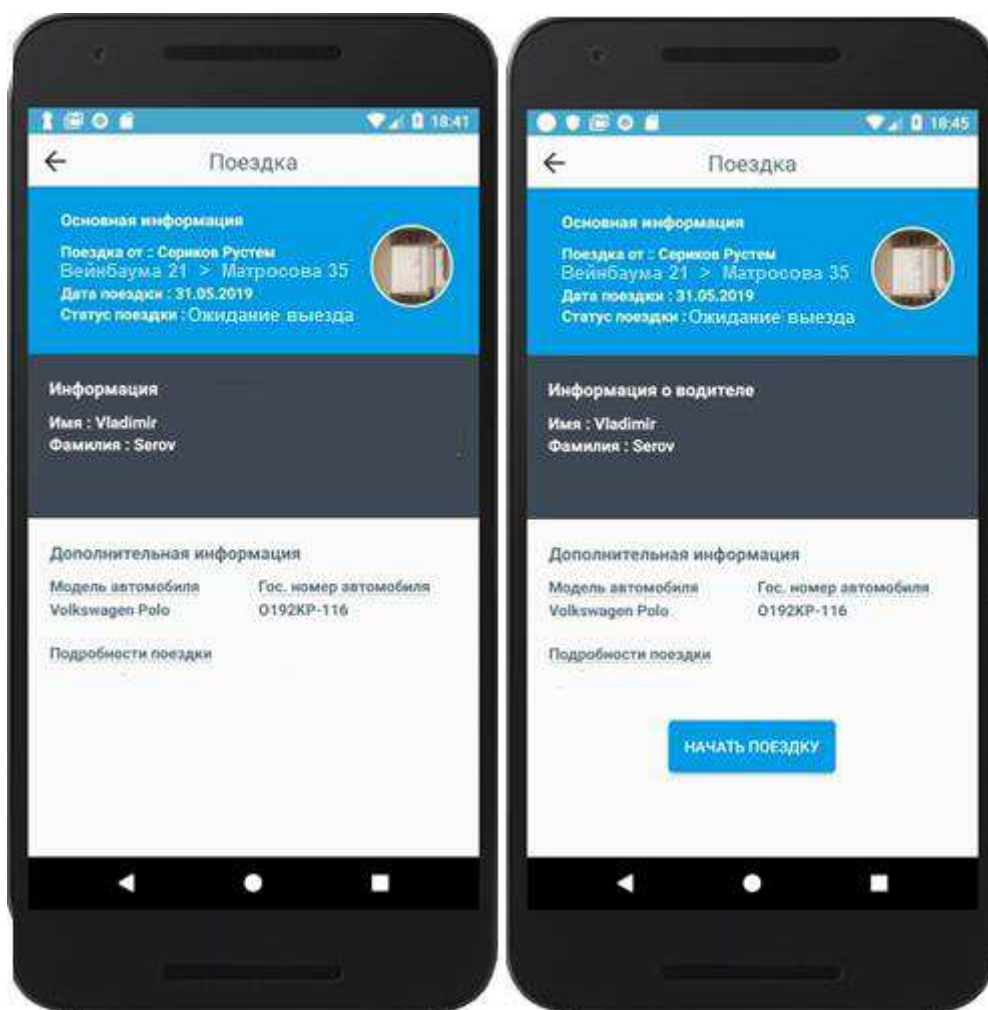 18:41
Поездка
Основная информация
Поездка от : Сериков Рустем
Вейнбаума 21 > Матросова 35
Дата поездки : 31.05.2019
Статус поездки : Ожидание выезда
Информация
Имя : Vladimir
Фамилия : Serov
Дополнительная информация
Модель автомобиля Гос. номер автомобиля
Volkswagen Polo O192KP-116
Подробности поездки
18:45
Поездка
Основная информация
Поездка от : Сериков Рустем
Вейнбаума 21 > Матросова 35
Дата поездки : 31.05.2019
Статус поездки : Ожидание выезда
Информация о водителе
Имя : Vladimir
Фамилия : Serov
Дополнительная информация
Модель автомобиля Гос. номер автомобиля
Volkswagen Polo O192KP-116
Подробности поездки
НАЧАТЬ ПОЕЗДКУ